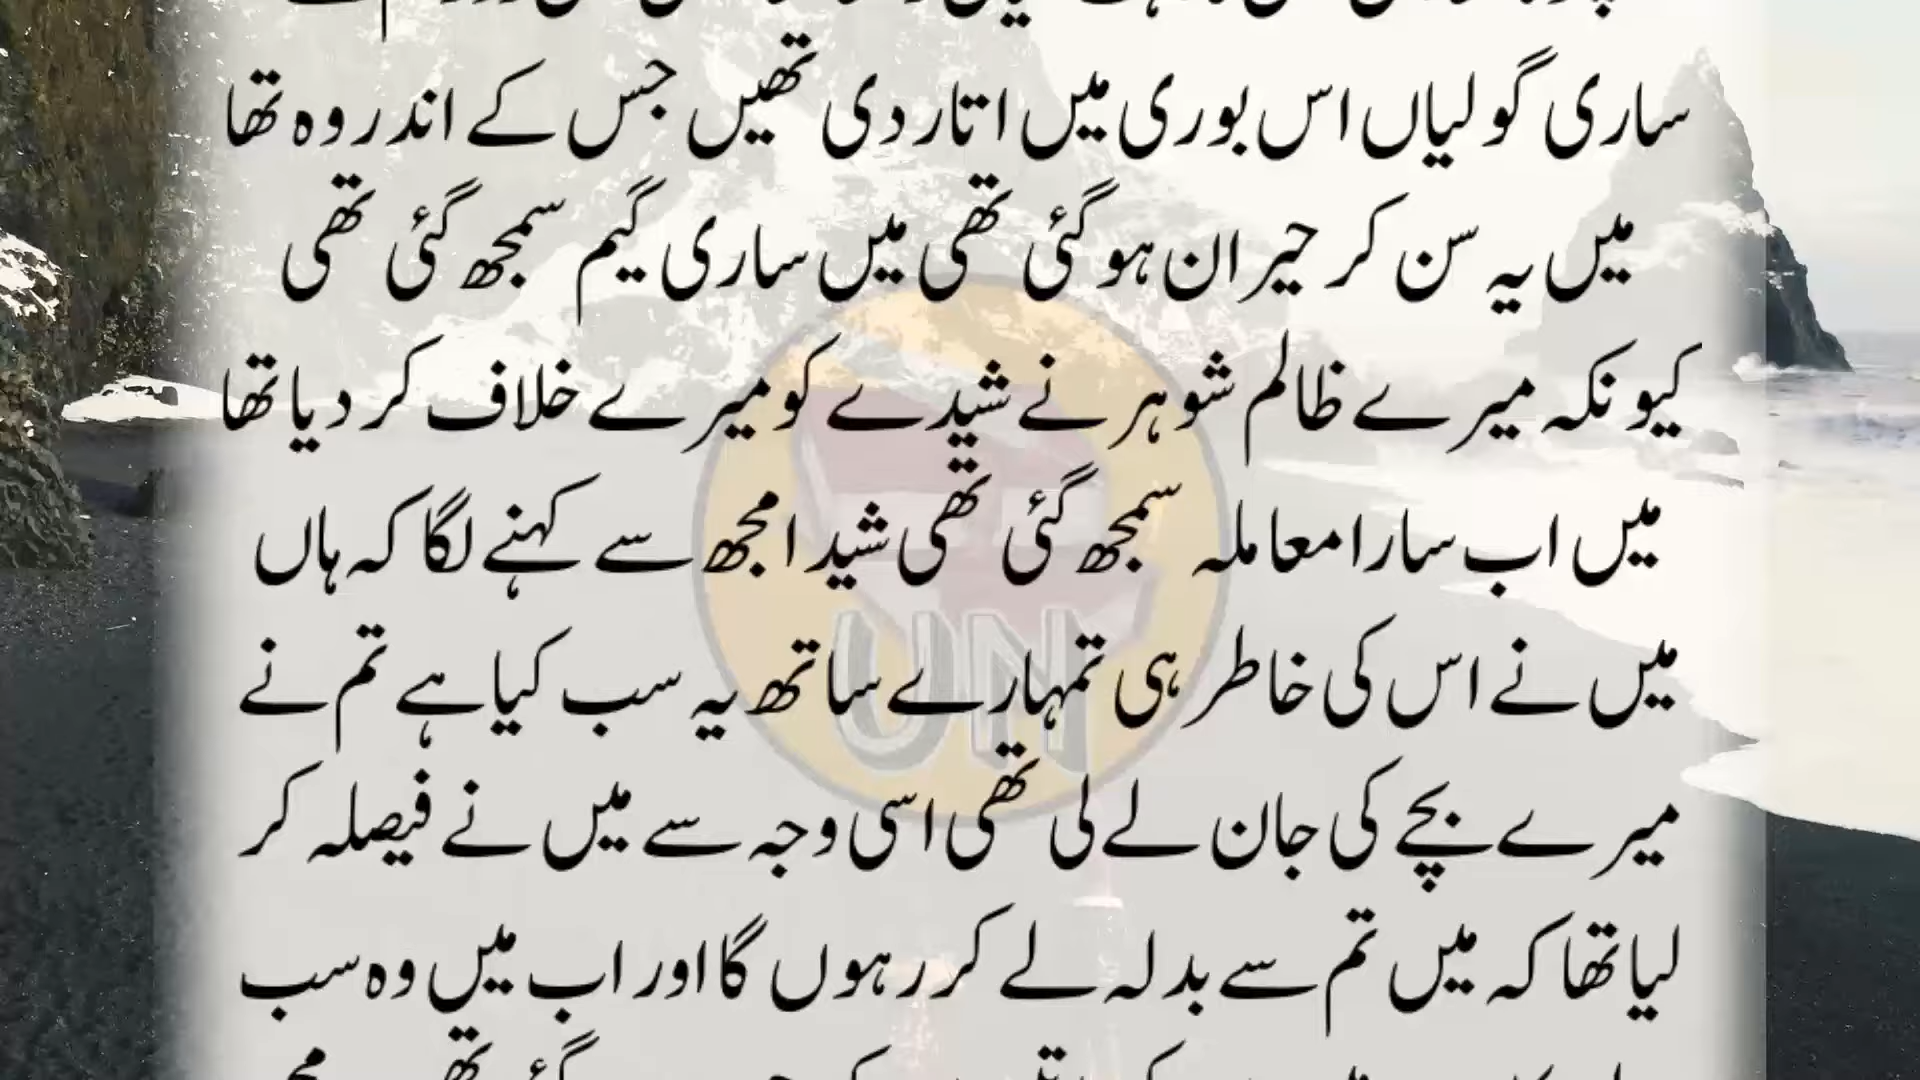 ساری گولیاں اس بوری میں اتار دی تھیں جس کے اندر وہ تھا
میں یہ سن کر حیران ہو گئی تھی میں ساری گیم سمجھ گئی تھی
کیونکہ میرے ظالم شوہر نے شیدے کو میرے خلاف کر دیا تھا
میں اب سارا معاملہ سمجھ گئی تھی شیدا مجھ سے کہنے لگا کہ ہاں
میں نے اس کی خاطر ہی تمہارے ساتھ یہ سب کیا ہے تم نے
میرے بچے کی جان لے لی تھی اسی وجہ سے میں نے فیصلہ کر
لیا تھا کہ میں تم سے بدلہ لے کر رہوں گا اور اب میں وہ سب
UN